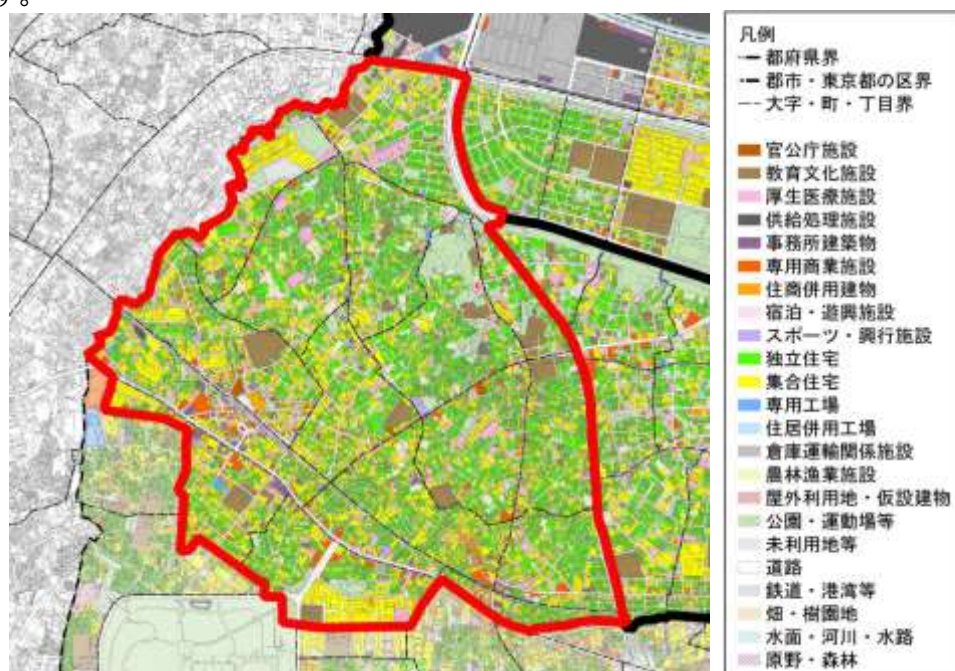 す。
凡例
都府県界
郡市・東京都の区界
大字・町・丁目界
官公庁施設
教育文化施設
厚生医療施設
供給処理施設
事務所建築物
専用商業施設
住商併用建物
宿泊・遊興施設
スポーツ・興行施設
独立住宅
集合住宅
専用工場
住居併用工場
倉庫運輸関係施設
農林漁業施設
屋外利用地・仮設建物
公園・運動場等
未利用地等
道路
鉄道・港湾等
畑・樹園地
水面・河川・水路
原野・森林